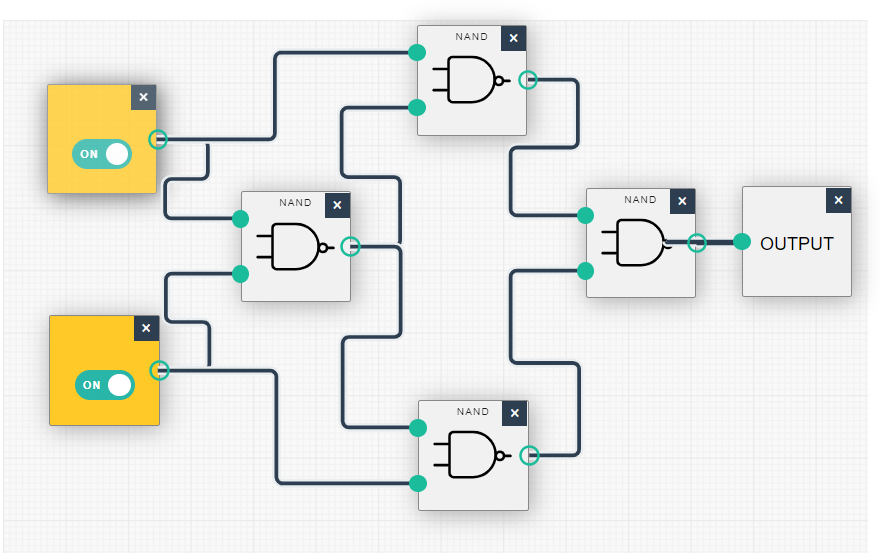 NAND ×
×
ON
NAND ×
NAND ×
×
OUTPUT
×
ON
NAND ×